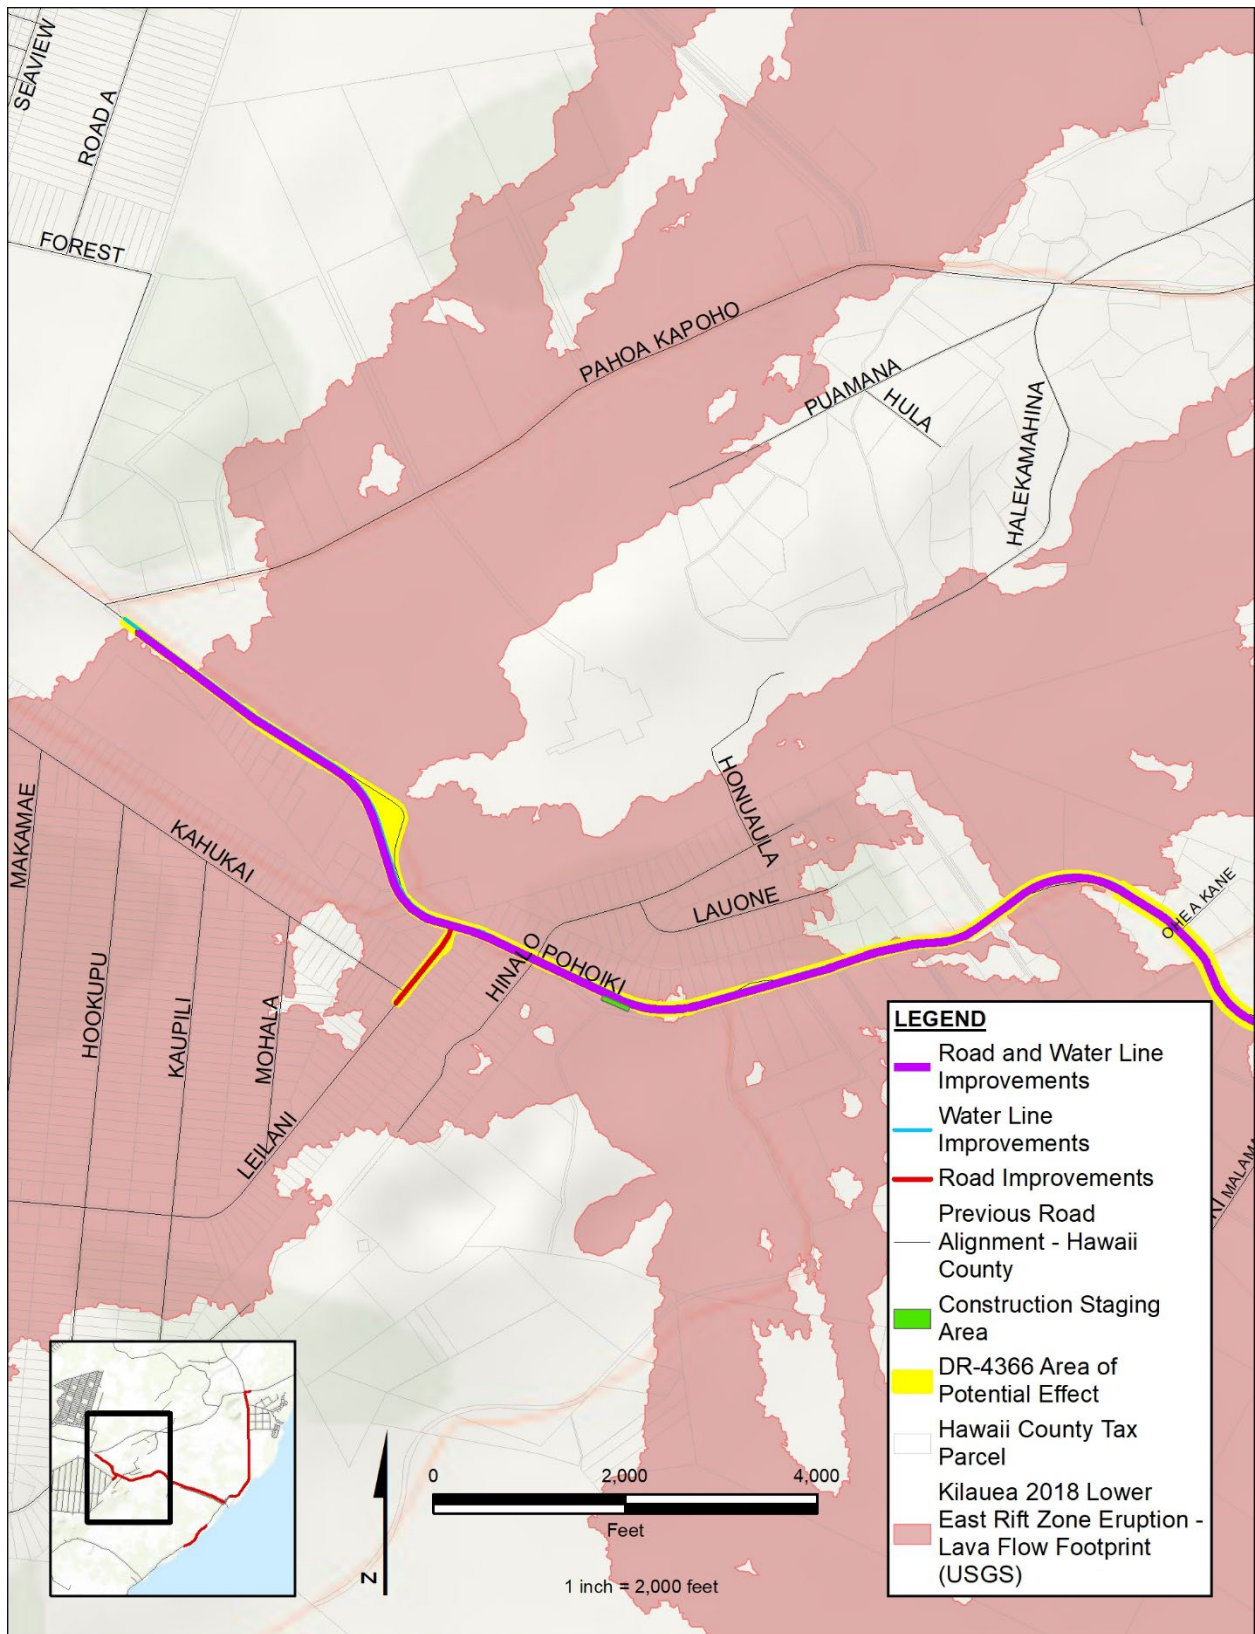 SEAVIEW
ROAD A
FOREST
PAHOA KAPOHO
PUAMANA
HULA
HALEKAMAHINA
MAKAMAE
KAHUKAI
HONUAULA
LAUONE
OHEA KANE
HOOKUPU
KAUPILI
MOHALA
LEILANI
HINALO
POHOIKI
MALAMA
LEGEND
Road and Water Line
Improvements
Water Line
Improvements
Road Improvements
Previous Road
Alignment - Hawaii
County
Construction Staging
Area
DR-4366 Area of
Potential Effect
Hawaii County Tax
Parcel
Kilauea 2018 Lower
East Rift Zone Eruption -
Lava Flow Footprint
(USGS)
0 2,000 4,000
Feet
1 inch = 2,000 feet
Z